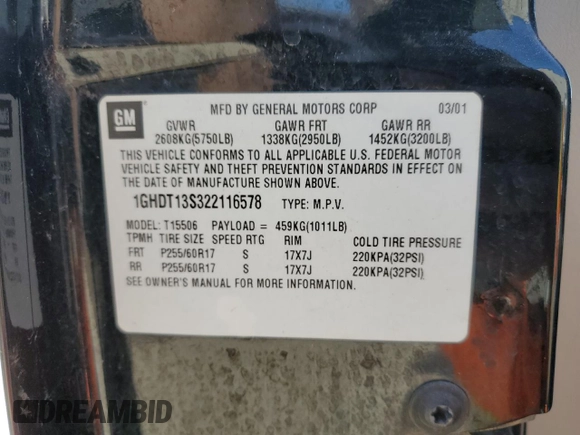 GM
MFD BY GENERAL MOTORS CORP 03/01
GVWR GAWR FRT GAWR RR
2608KG(5750LB) 1338KG(2950LB) 1452KG(3200LB)
THIS VEHICLE CONFORMS TO ALL APPLICABLE U.S. FEDERAL MOTOR
VEHICLE SAFETY AND THEFT PREVENTION STANDARDS IN EFFECT ON
THE DATE OF MANUFACTURE SHOWN ABOVE.
1GHDT13S322116578 TYPE: M.P.V.
MODEL: T15506 PAYLOAD = 459KG(1011LB)
TPMH TIRE SIZE SPEED RTG RIM COLD TIRE PRESSURE
FRT P255/60R17 S 17X7J 220KPA(32PSI)
RR P255/60R17 S 17X7J 220KPA(32PSI)
SEE OWNER'S MANUAL FOR MORE INFORMATION.
GM
DREAMBID